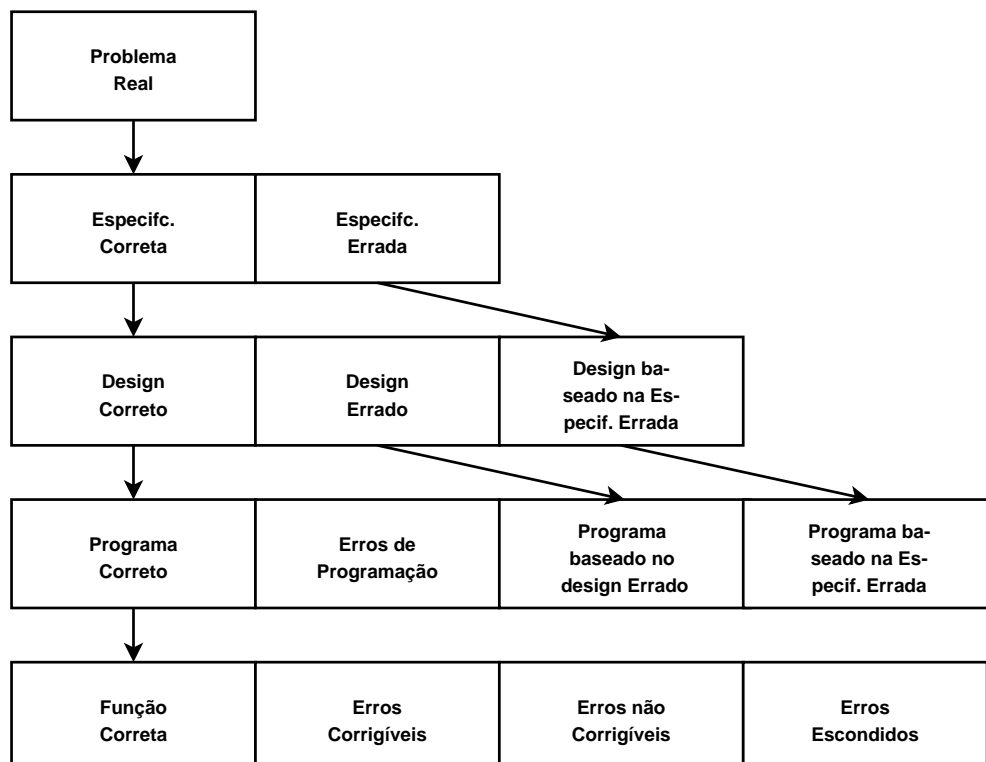 Problema
Real
Especifc.
Correta
Especifc.
Errada
Design
Correto
Design
Errado
Design ba-
seado na Es-
pecif. Errada
Programa
Correto
Erros de
Programação
Programa
baseado no
design Errado
Programa ba-
seado na Es-
pecif. Errada
Função
Correta
Erros
Corrigíveis
Erros não
Corrigíveis
Erros
Escondidos